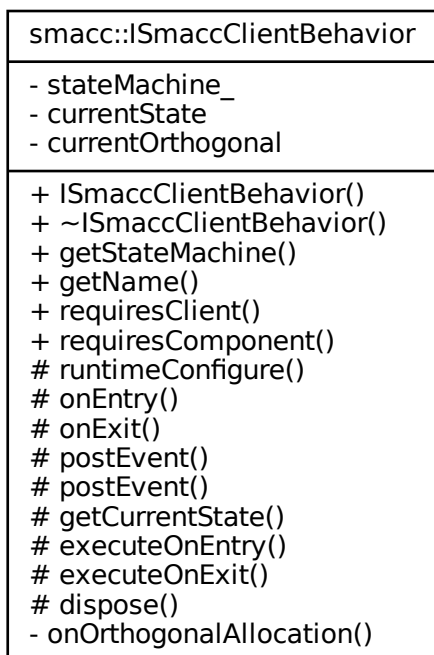 smacc::ISmaccClientBehavior
- stateMachine_
- currentState
- currentOrthogonal
+ ISmaccClientBehavior()
+ ~ISmaccClientBehavior()
+ getStateMachine()
+ getName()
+ requiresClient()
+ requiresComponent()
# runtimeConfigure()
# onEntry()
# onExit()
# postEvent()
# postEvent()
# getCurrentState()
# executeOnEntry()
# executeOnExit()
# dispose()
- onOrthogonalAllocation()